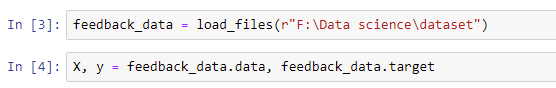 In [3]: feedback_data = load_files(r"F:\Data science\dataset")
In [4]: X, y = feedback_data.data, feedback_data.target